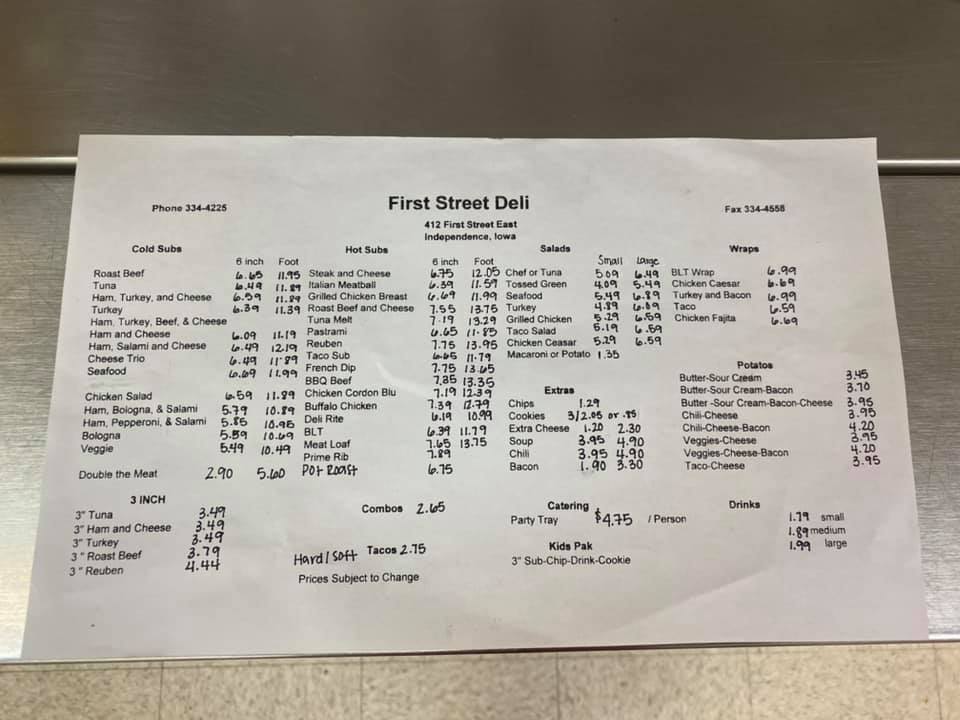 First Street Deli
Phone 334-4225
Fax 334-4558
412 First Street East
Independence, Iowa
Cold Subs
6 inch Foot
Roast Beef 6.65 11.95
Tuna 6.49 11.89
Ham, Turkey, and Cheese 6.59 11.89
Turkey 6.39 11.39
Ham, Turkey, Beef, & Cheese
Ham and Cheese 6.09 11.19
Ham, Salami and Cheese 6.49 12.19
Cheese Trio 6.49 11.89
Seafood 6.69 11.99
Chicken Salad 6.59 11.89
Ham, Bologna, & Salami 5.79 10.89
Ham, Pepperoni, & Salami 5.85 10.95
Bologna 5.59 10.69
Veggie 5.49 10.49
Double the Meat 2.90 5.60
3 INCH
3" Tuna 3.49
3" Ham and Cheese 3.49
3" Turkey 3.49
3 " Roast Beef 3.79
3 " Reuben 4.44
Hot Subs
6 inch Foot
Steak and Cheese 6.75 12.05
Italian Meatball 6.39 11.59
Grilled Chicken Breast 6.69 11.99
Roast Beef and Cheese 7.55 13.75
Tuna Melt 7.19 13.29
Pastrami 6.65 11.85
Reuben 7.75 13.95
Taco Sub 6.65 11.79
French Dip 7.75 13.65
BBQ Beef 7.35 13.35
Chicken Cordon Blu 7.19 12.39
Buffalo Chicken 7.39 12.79
Deli Rite 6.19 10.99
BLT 6.39 11.79
Meat Loaf 7.65 13.75
Prime Rib 7.89
Pot Roast 6.75
Combos 2.65
Hard/Soft Tacos 2.75
Prices Subject to Change
Salads
Small Large
Chef or Tuna 5.09 6.49
Tossed Green 4.09 5.49
Seafood 5.49 6.89
Turkey 4.89 6.09
Grilled Chicken 5.29 6.59
Taco Salad 5.19 6.59
Chicken Ceasar 5.29 6.59
Macaroni or Potato 1.35
Extras
Chips 1.29
Cookies 3/2.05 or .85
Extra Cheese 1.20 2.30
Soup 3.95 4.90
Chili 3.95 4.90
Bacon 1.90 3.30
Catering
Party Tray $4.75 / Person
Kids Pak
3" Sub-Chip-Drink-Cookie
Wraps
BLT Wrap 6.99
Chicken Caesar 6.69
Turkey and Bacon 6.99
Taco 6.59
Chicken Fajita 6.69
Potatos
Butter-Sour Cream 3.45
Butter-Sour Cream-Bacon 3.70
Butter -Sour Cream-Bacon-Cheese 3.95
Chili-Cheese 3.95
Chili-Cheese-Bacon 4.20
Veggies-Cheese 3.95
Veggies-Cheese-Bacon 4.20
Taco-Cheese 3.95
Drinks
1.79 small
1.89 medium
1.99 large